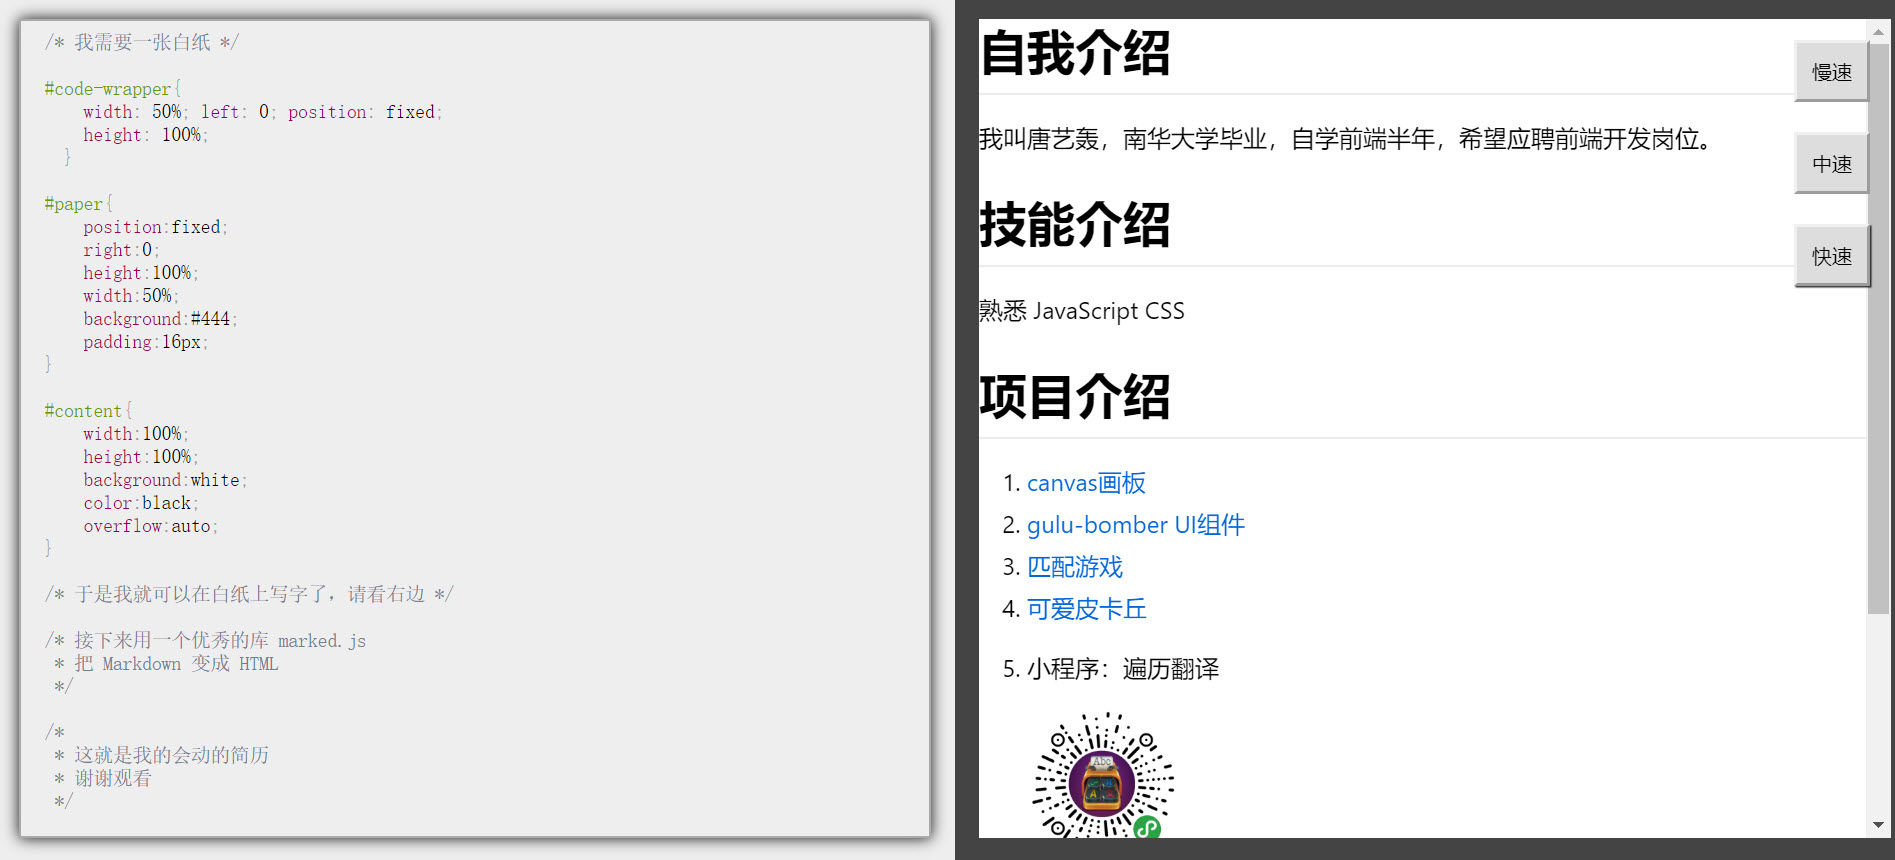 /* 我需要一张白纸 */
#code-wrapper{
width: 50%; left: 0; position: fixed;
height: 100%;
}
#paper{
position:fixed;
right:0;
height:100%;
width:50%;
background:#444;
padding:16px;
}
#content{
width:100%;
height:100%;
background:white;
color:black;
overflow:auto;
}
/* 于是我就可以在白纸上写字了，请看右边 */
/* 接下来用一个优秀的库 marked.js
* 把 Markdown 变成 HTML
*/
/*
* 这就是我的会动的简历
* 谢谢观看
*/
自我介绍
我叫唐艺轰，南华大学毕业，自学前端半年，希望应聘前端开发岗位。
技能介绍
熟悉 JavaScript CSS
项目介绍
1. canvas画板
2. gulu-bomber UI组件
3. 匹配游戏
4. 可爱皮卡丘
5. 小程序：遍历翻译
Abc
慢速
中速
快速